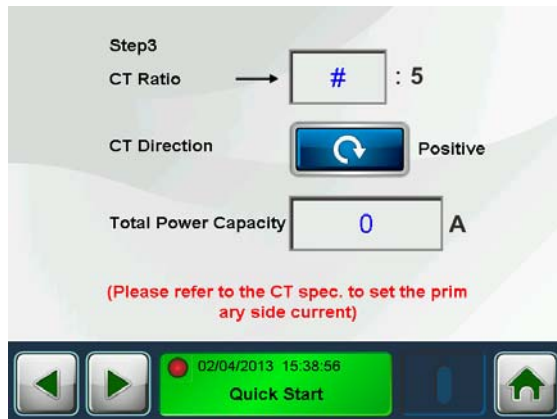 Step3
CT Ratio # : 5
CT Direction Positive
Total Power Capacity 0 A
(Please refer to the CT spec. to set the prim
ary side current)
02/04/2013 15:38:56
Quick Start